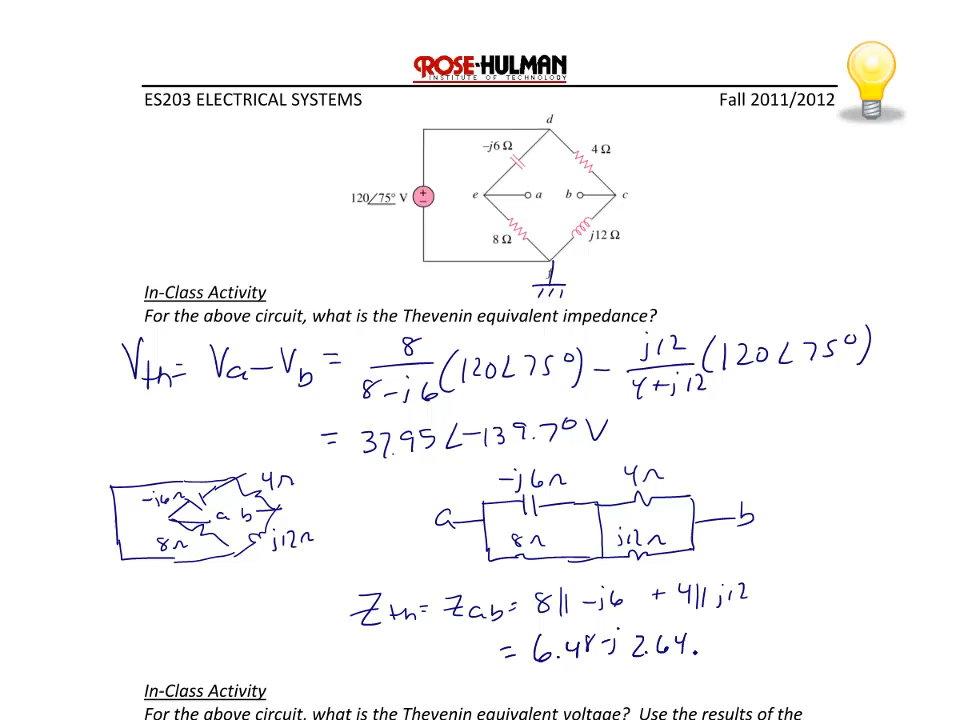 ROSE-HULMAN
INSTITUTE OF TECHNOLOGY
ES203 ELECTRICAL SYSTEMS Fall 2011/2012
d
–j6 Ω 4 Ω
120/75° V + − e a b c
8 Ω j12 Ω
In-Class Activity
For the above circuit, what is the Thevenin equivalent impedance?
Vth = Va − Vb = 8/(8−j6) (120∠75°) − j12/(4+j12) (120∠75°)
= 37.95∠−139.7° V
−j6Ω 4Ω −j6Ω 4Ω
a b a b
8Ω j12Ω 8Ω j12Ω
Zth = Zab = 8||−j6 + 4||j12
= 6.48−j2.64.
In-Class Activity
For the above circuit, what is the Thevenin equivalent voltage? Use the results of the